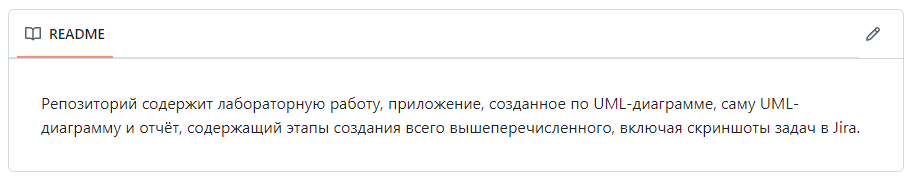 README
Репозиторий содержит лабораторную работу, приложение, созданное по UML-диаграмме, саму UML-
диаграмму и отчёт, содержащий этапы создания всего вышеперечисленного, включая скриншоты задач в Jira.